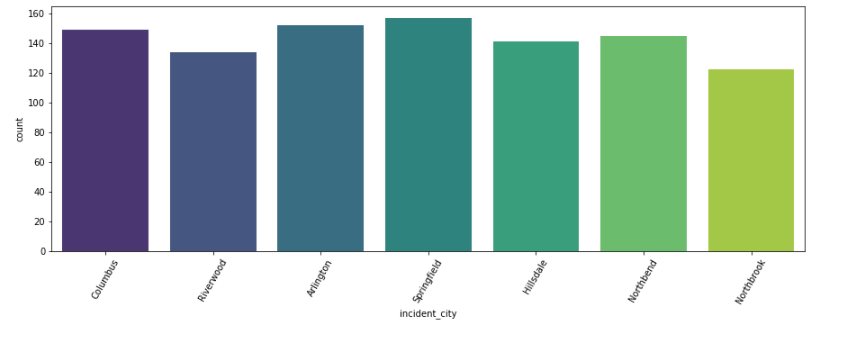 160
140
120
100
80
60
40
20
0
count
Columbus
Riverwood
Arlington
Springfield
Hillsdale
Northbend
Northbrook
incident_city